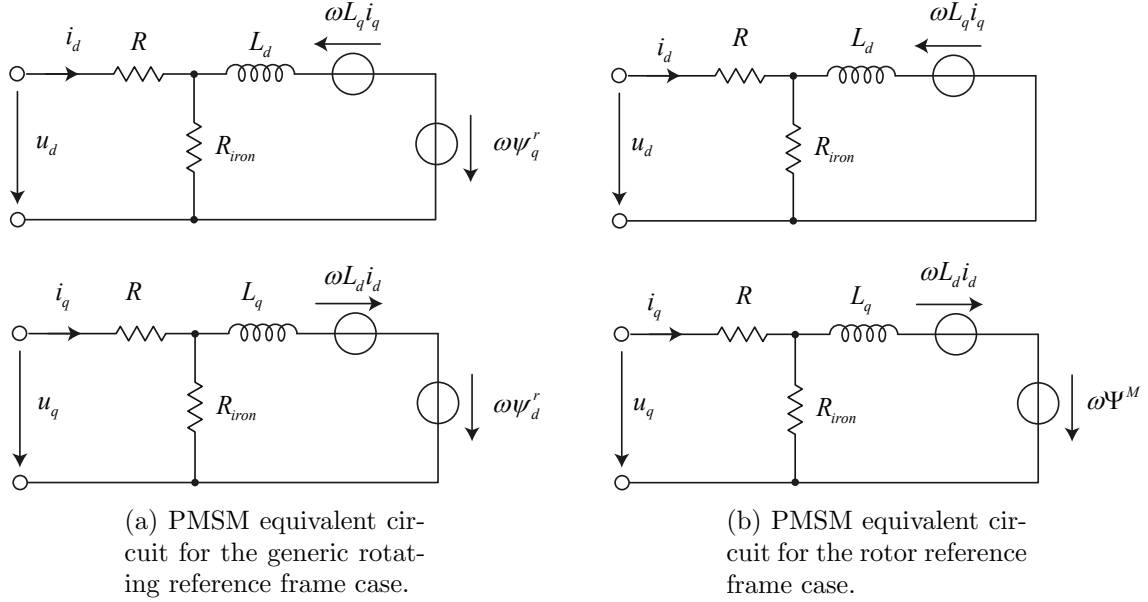 ωL_q i_q
i_d R L_d
u_d R_iron ωψ_q^r
ωL_d i_d
i_q R L_q
u_q R_iron ωψ_d^r
(a) PMSM equivalent cir-
cuit for the generic rotat-
ing reference frame case.
ωL_q i_q
i_d R L_d
u_d R_iron
ωL_d i_d
i_q R L_q
u_q R_iron ωΨ^M
(b) PMSM equivalent cir-
cuit for the rotor reference
frame case.